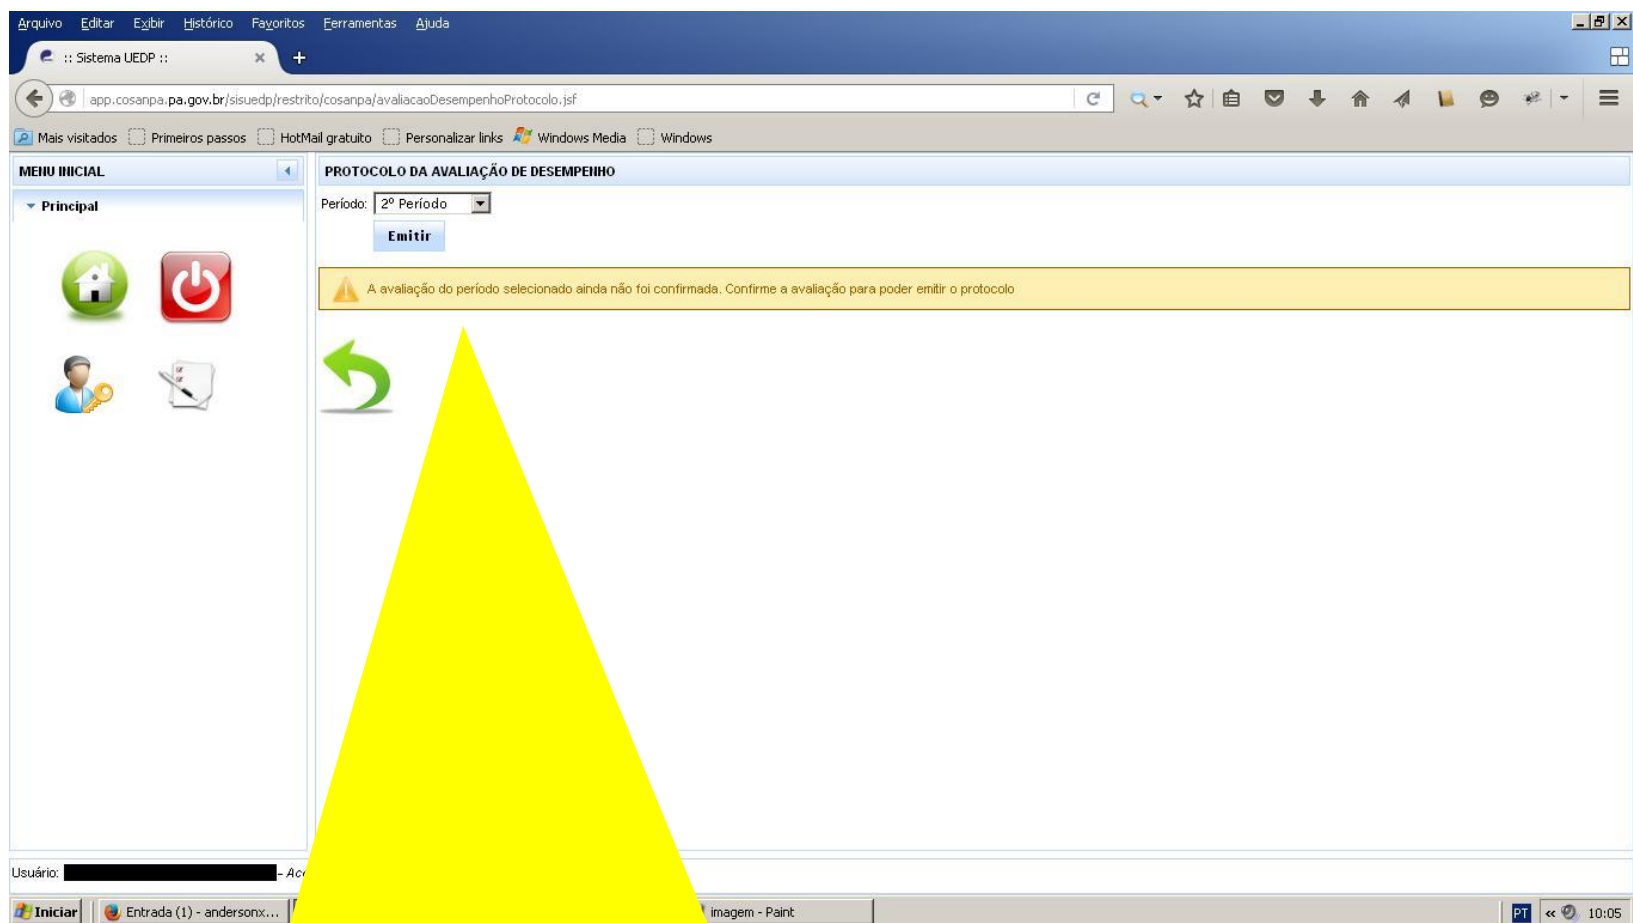 Arquivo Editar Exibir Histórico Favoritos Ferramentas Ajuda
:: Sistema UEDP ::
app.cosanpa.pa.gov.br/sisuedp/restrito/cosanpa/avaliacaoDesempenhoProtocolo.jsf
Mais visitados Primeiros passos HotMail gratuito Personalizar links Windows Media Windows
MENU INICIAL
PROTOCOLO DA AVALIAÇÃO DE DESEMPENHO
Principal
Período: 2º Período
Emitir
A avaliação do período selecionado ainda não foi confirmada. Confirme a avaliação para poder emitir o protocolo
Usuário: -
Iniciar Entrada (1) - andersonx... imagem - Paint PT « 10:05